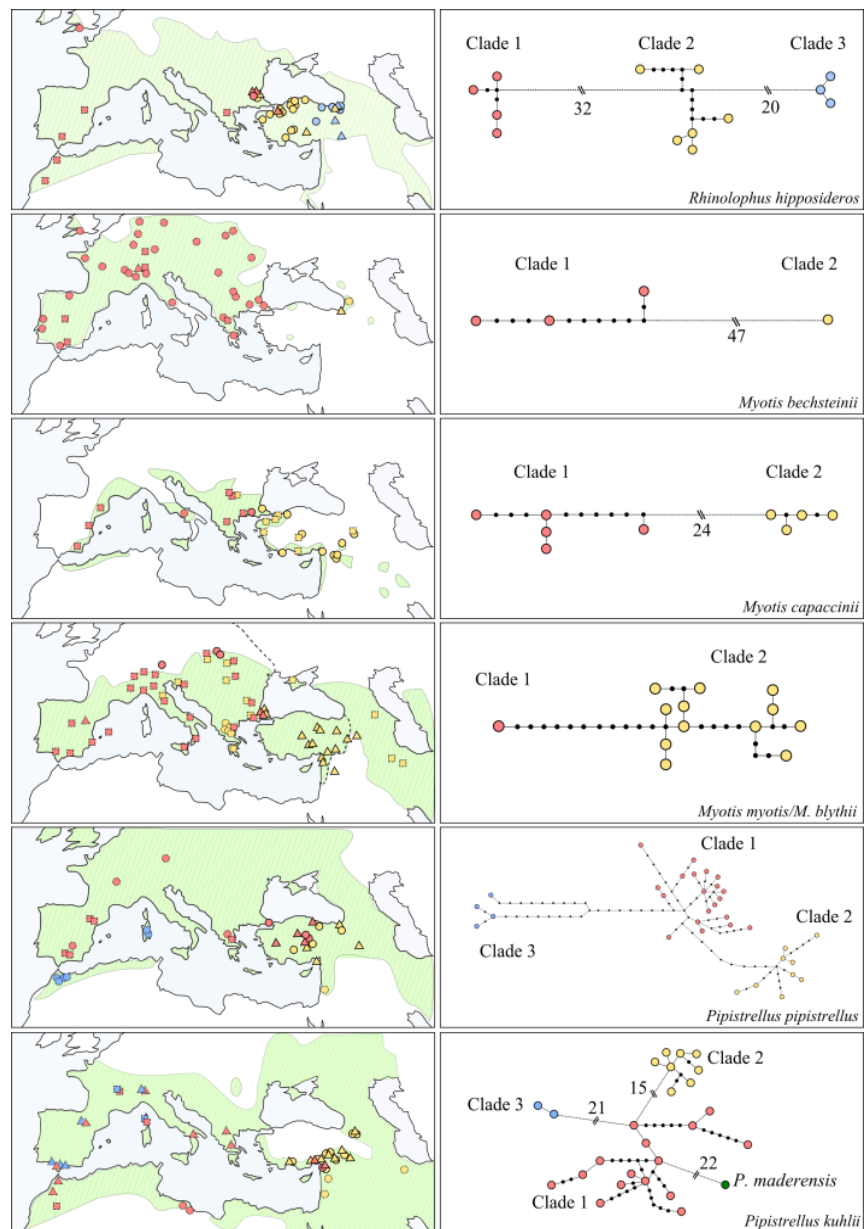 Clade 1 Clade 2 Clade 3
32 20
Rhinolophus hipposideros
Clade 1 Clade 2
47
Myotis bechsteinii
Clade 1 Clade 2
24
Myotis capaccinii
Clade 2
Clade 1
Myotis myotis/M. blythii
Clade 1
Clade 2
Clade 3
Pipistrellus pipistrellus
Clade 2
15
Clade 3
21
22
P. maderensis
Clade 1
Pipistrellus kuhlii